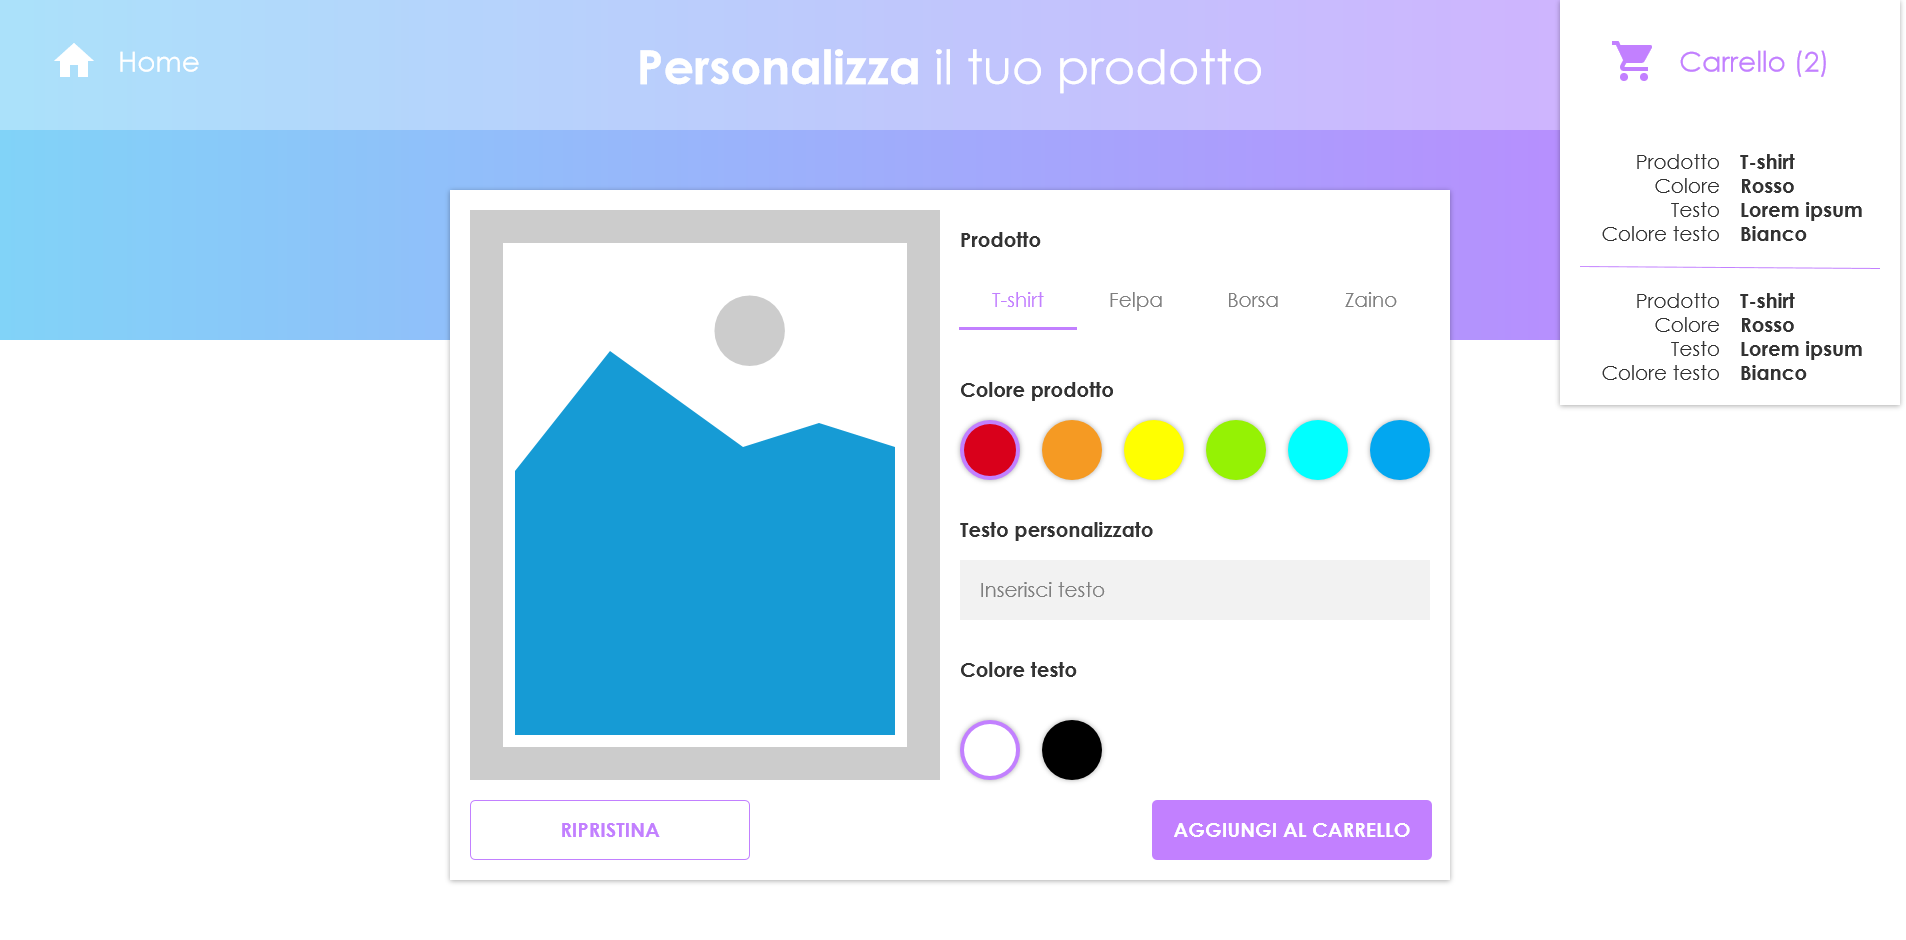 Home
Personalizza il tuo prodotto
Carrello (2)
Prodotto T-shirt
Colore Rosso
Testo Lorem ipsum
Colore testo Bianco
Prodotto T-shirt
Colore Rosso
Testo Lorem ipsum
Colore testo Bianco
Prodotto
T-shirt Felpa Borsa Zaino
Colore prodotto
Testo personalizzato
Inserisci testo
Colore testo
RIPRISTINA
AGGIUNGI AL CARRELLO